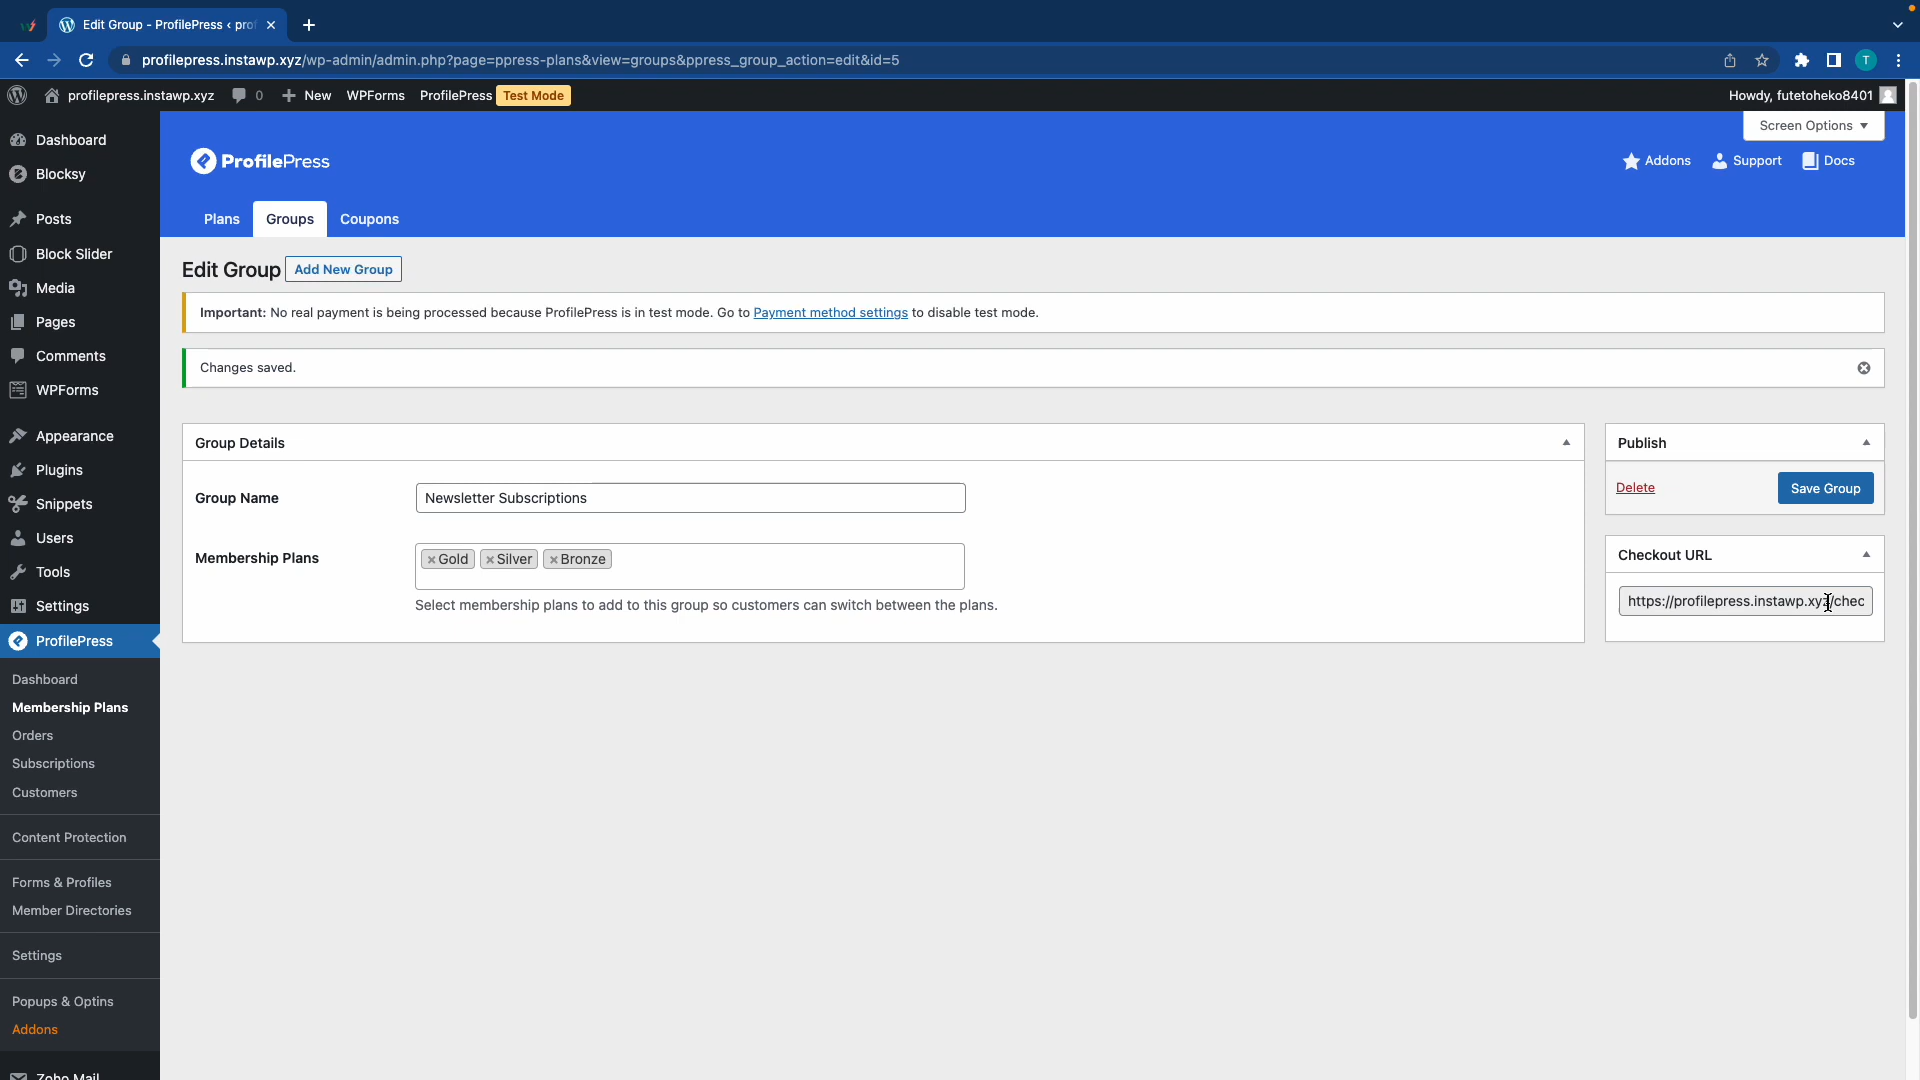 Edit Group - ProfilePress ‹ prof
profilepress.instawp.xyz/wp-admin/admin.php?page=ppress-plans&view=groups&ppress_group_action=edit&id=5
T
profilepress.instawp.xyz 0 New WPForms ProfilePress Test Mode Howdy, futetoheko8401
Screen Options
ProfilePress
Addons Support Docs
Plans Groups Coupons
Dashboard
Blocksy
Posts
Block Slider
Media
Pages
Comments
WPForms
Appearance
Plugins
Snippets
Users
Tools
Settings
ProfilePress
Dashboard
Membership Plans
Orders
Subscriptions
Customers
Content Protection
Forms & Profiles
Member Directories
Settings
Popups & Optins
Addons
Zoho Mail
Edit Group Add New Group
Important: No real payment is being processed because ProfilePress is in test mode. Go to Payment method settings to disable test mode.
Changes saved.
Group Details
Group Name Newsletter Subscriptions
Membership Plans ×Gold ×Silver ×Bronze
Select membership plans to add to this group so customers can switch between the plans.
Publish
Delete Save Group
Checkout URL
https://profilepress.instawp.xyz/chec